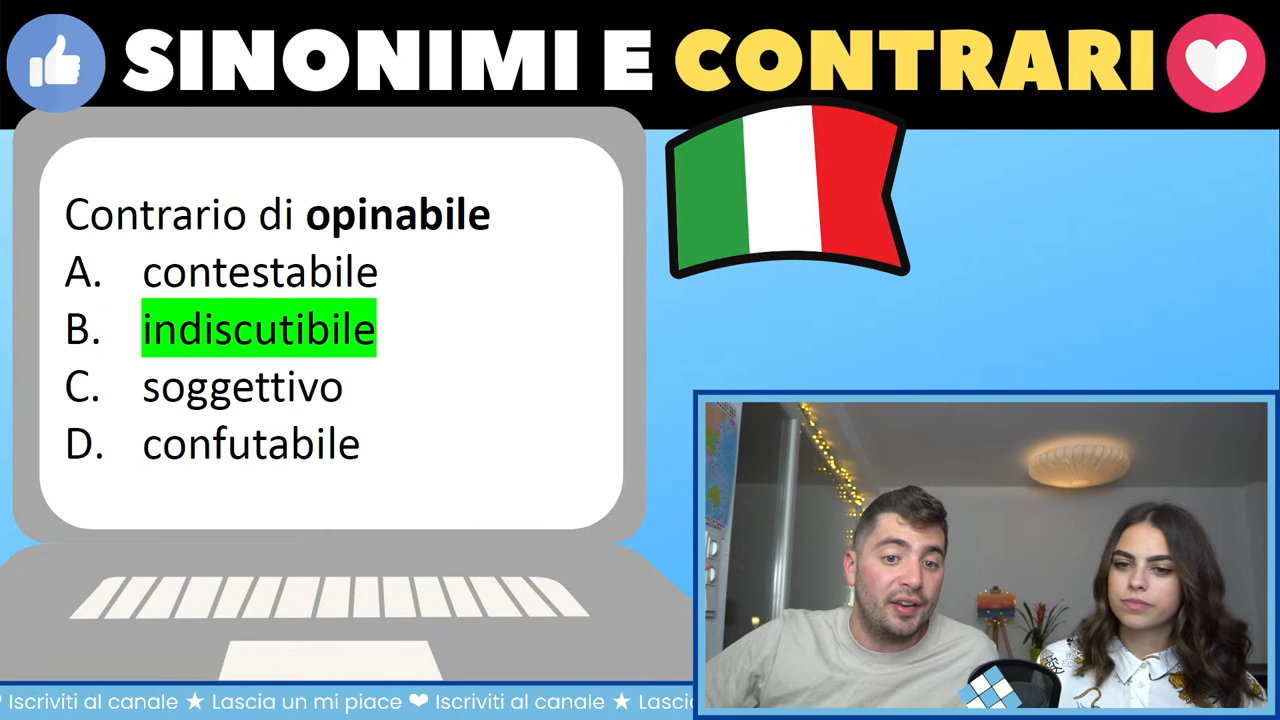 SINONIMI E CONTRARI
Contrario di opinabile
A. contestabile
B. indiscutibile
C. soggettivo
D. confutabile
Iscriviti al canale ★ Lascia un mi piace ❤ Iscriviti al canale ★ Lascia